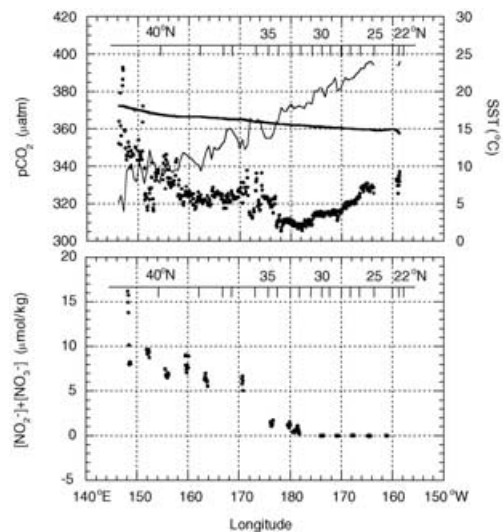 420
400
380
360
340
320
300
pCO₂ (μatm)
40°N 35 30 25 22°N
30
25
20
15
10
5
0
SST (°C)
20
15
10
5
0
-5
[NO₂⁻]+[NO₃⁻] (μmol/kg)
40°N 35 30 25 22°N
140°E 150 160 170 180 170 160 150°W
Longitude